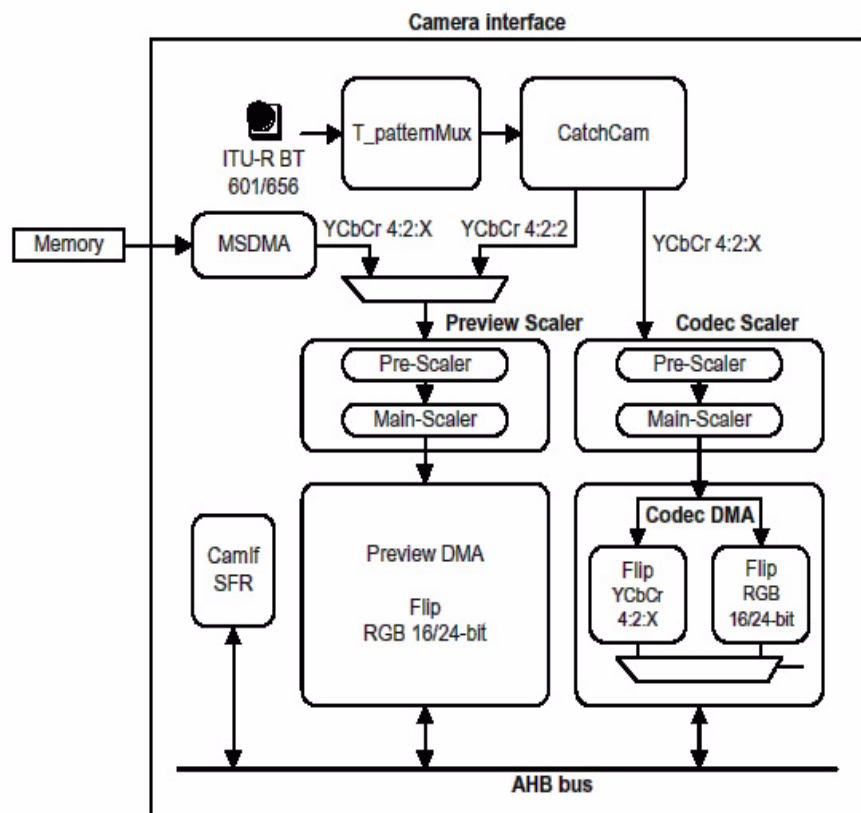 Camera interface
T_patternMux
CatchCam
ITU-R BT
601/656
Memory
MSDMA
YCbCr 4:2:X
YCbCr 4:2:2
YCbCr 4:2:X
Preview Scaler
Codec Scaler
Pre-Scaler
Main-Scaler
Pre-Scaler
Main-Scaler
CamIf
SFR
Preview DMA
Flip
RGB 16/24-bit
Codec DMA
Flip
YCbCr
4:2:X
Flip
RGB
16/24-bit
AHB bus